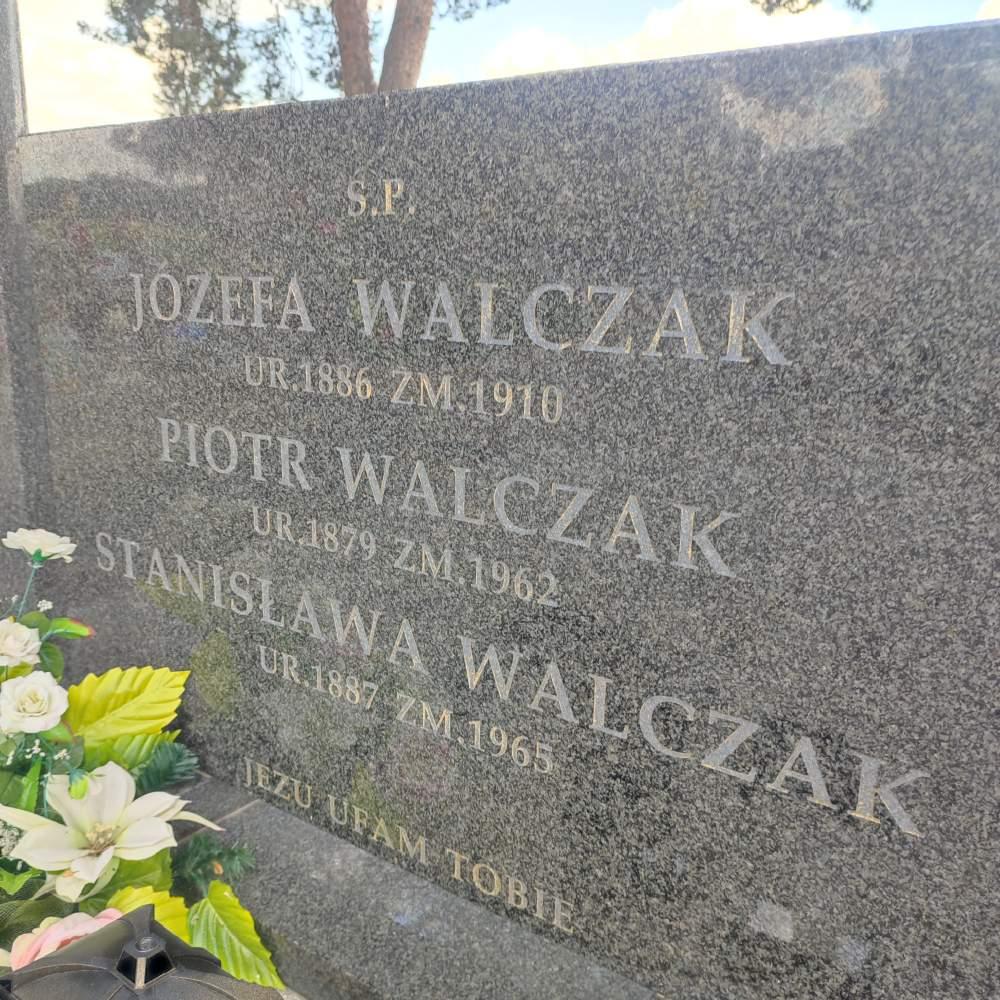 Ś.P.
JÓZEFA WALCZAK
UR.1886 ZM.1910
PIOTR WALCZAK
UR.1879 ZM.1962
STANISŁAWA WALCZAK
UR.1887 ZM.1965
JEZU UFAM TOBIE